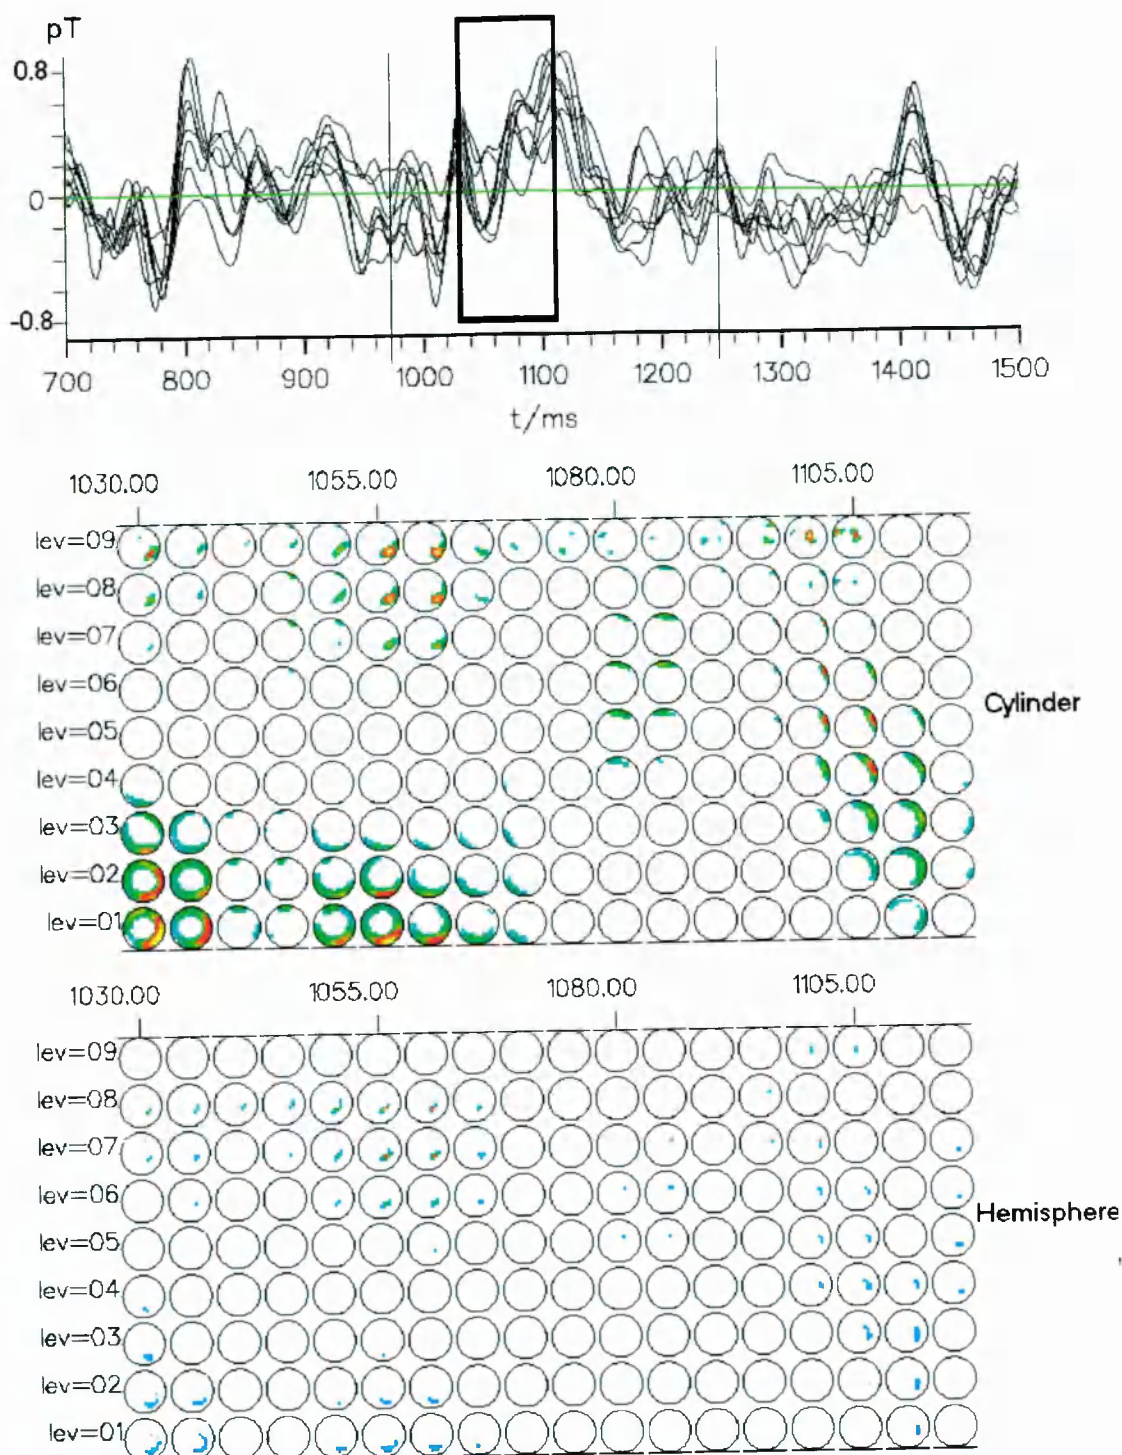 pT
0.8
0
-0.8
700 800 900 1000 1100 1200 1300 1400 1500
t/ms
1030.00 1055.00 1080.00 1105.00
lev=09
lev=08
lev=07
lev=06
lev=05
lev=04
lev=03
lev=02
lev=01
Cylinder
1030.00 1055.00 1080.00 1105.00
lev=09
lev=08
lev=07
lev=06
lev=05
lev=04
lev=03
lev=02
lev=01
Hemisphere